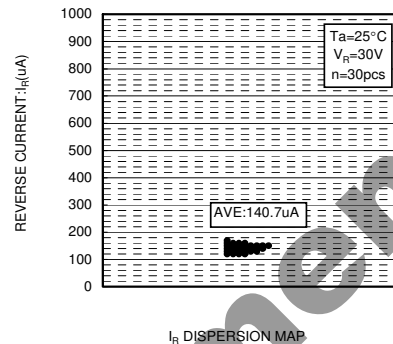 1000
900
800
700
600
500
400
300
200
100
0
REVERSE CURRENT:IR(uA)
Ta=25°C
VR=30V
n=30pcs
AVE:140.7uA
IR DISPERSION MAP